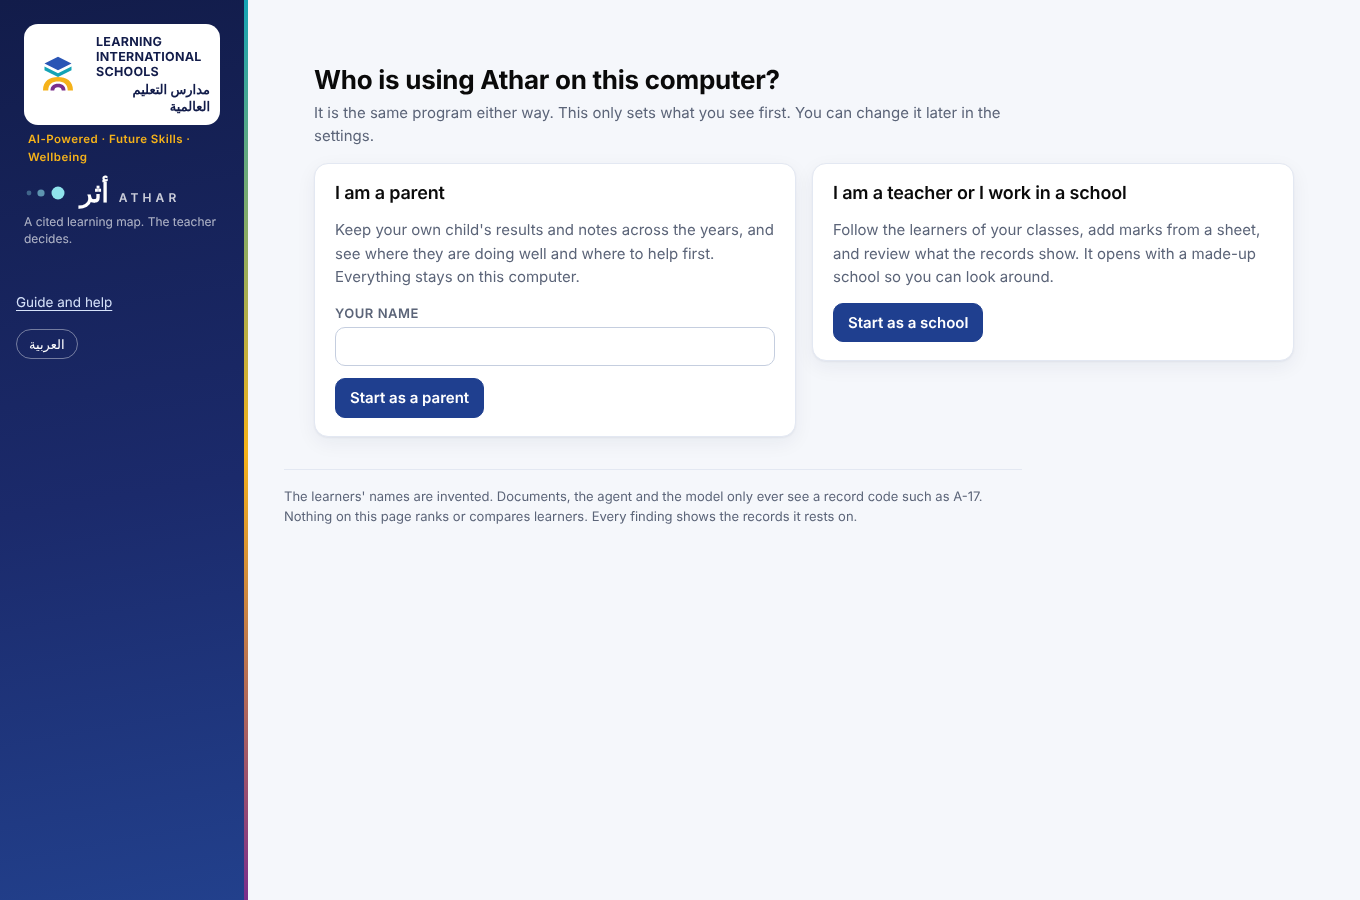 LEARNING
INTERNATIONAL
SCHOOLS
مدارس التعليم
العالمية
AI-Powered · Future Skills ·
Wellbeing
أثر ATHAR
A cited learning map. The teacher
decides.
Guide and help
العربية
Who is using Athar on this computer?
It is the same program either way. This only sets what you see first. You can change it later in the
settings.
I am a parent
Keep your own child's results and notes across the years, and
see where they are doing well and where to help first.
Everything stays on this computer.
YOUR NAME
Start as a parent
I am a teacher or I work in a school
Follow the learners of your classes, add marks from a sheet,
and review what the records show. It opens with a made-up
school so you can look around.
Start as a school
The learners' names are invented. Documents, the agent and the model only ever see a record code such as A-17.
Nothing on this page ranks or compares learners. Every finding shows the records it rests on.